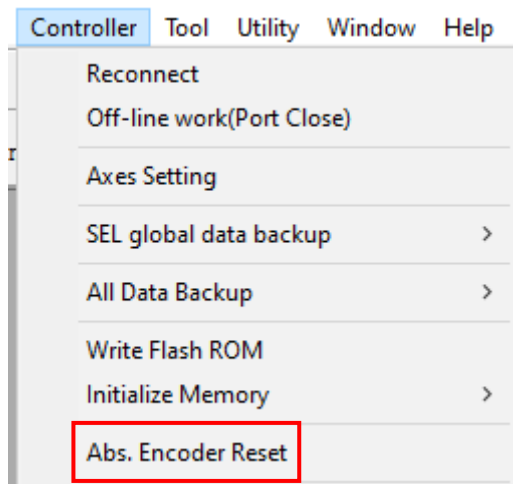 Controller Tool Utility Window Help
Reconnect
Off-line work(Port Close)
Axes Setting
SEL global data backup
All Data Backup
Write Flash ROM
Initialize Memory
Abs. Encoder Reset